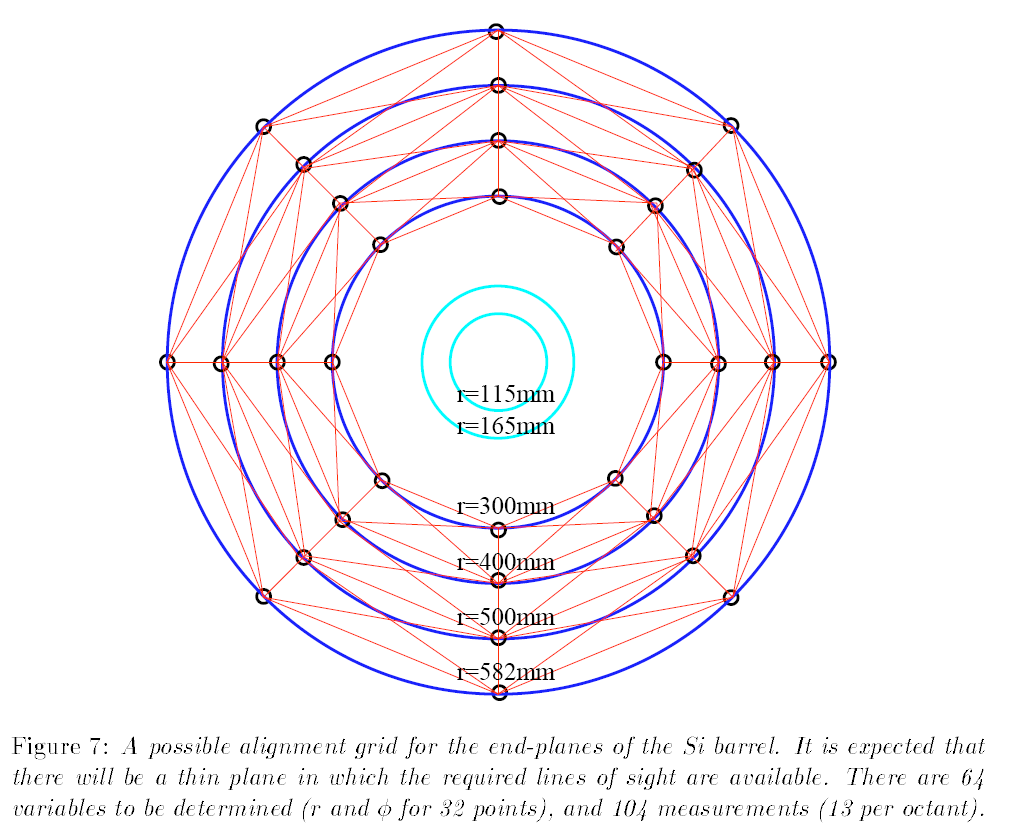 r=115mm
r=165mm
r=300mm
r=400mm
r=500mm
r=582mm
Figure 7: A possible alignment grid for the end-planes of the Si barrel. It is expected that
there will be a thin plane in which the required lines of sight are available. There are 64
variables to be determined (r and ϕ for 32 points), and 104 measurements (13 per octant).